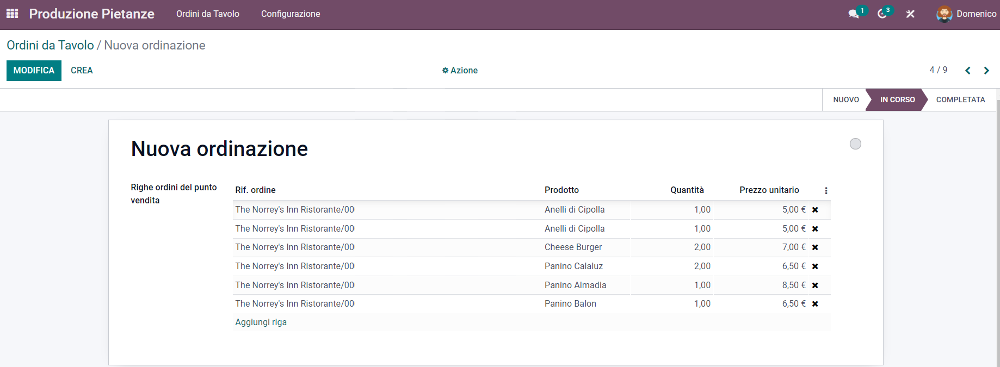 Produzione Pietanze Ordini da Tavolo Configurazione 1 3 Domenico
Ordini da Tavolo / Nuova ordinazione
MODIFICA CREA Azione 4 / 9
NUOVO IN CORSO COMPLETATA
Nuova ordinazione
Righe ordini del punto
vendita
Rif. ordine Prodotto Quantità Prezzo unitario
The Norrey's Inn Ristorante/00 Anelli di Cipolla 1,00 5,00 €
The Norrey's Inn Ristorante/00 Anelli di Cipolla 1,00 5,00 €
The Norrey's Inn Ristorante/00 Cheese Burger 2,00 7,00 €
The Norrey's Inn Ristorante/00 Panino Calaluz 2,00 6,50 €
The Norrey's Inn Ristorante/00 Panino Almadia 1,00 8,50 €
The Norrey's Inn Ristorante/00 Panino Balon 1,00 6,50 €
Aggiungi riga